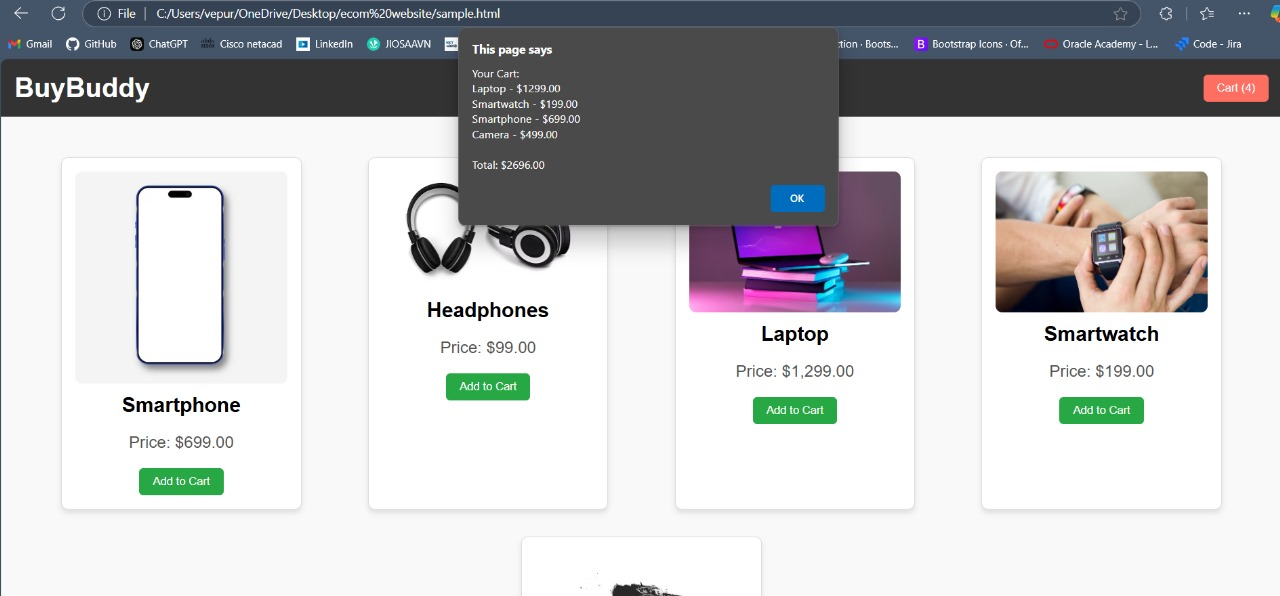 File
C:/Users/vepur/OneDrive/Desktop/ecom%20website/sample.html
Gmail
GitHub
ChatGPT
Cisco netacad
LinkedIn
JIOSAAVN
Boots...
Bootstrap Icons · Of...
Oracle Academy - L...
Code - Jira
This page says
Your Cart:
Laptop - $1299.00
Smartwatch - $199.00
Smartphone - $699.00
Camera - $499.00
Total: $2696.00
OK
BuyBuddy
Cart (4)
Smartphone
Price: $699.00
Add to Cart
Headphones
Price: $99.00
Add to Cart
Laptop
Price: $1,299.00
Add to Cart
Smartwatch
Price: $199.00
Add to Cart